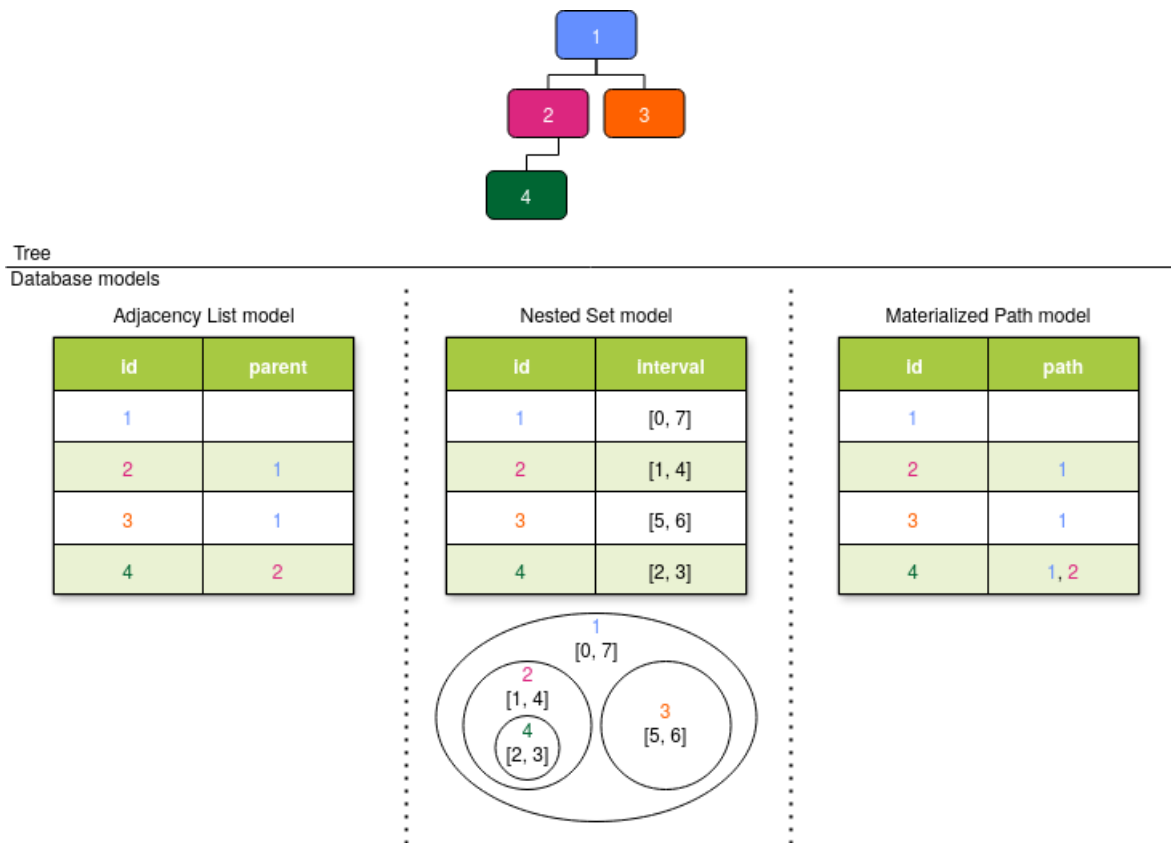 1
2 3
4
Tree
Database models
Adjacency List model
id parent
1
2 1
3 1
4 2
Nested Set model
id interval
1 [0, 7]
2 [1, 4]
3 [5, 6]
4 [2, 3]
1
[0, 7]
2
[1, 4]
4
[2, 3]
3
[5, 6]
Materialized Path model
id path
1
2 1
3 1
4 1, 2